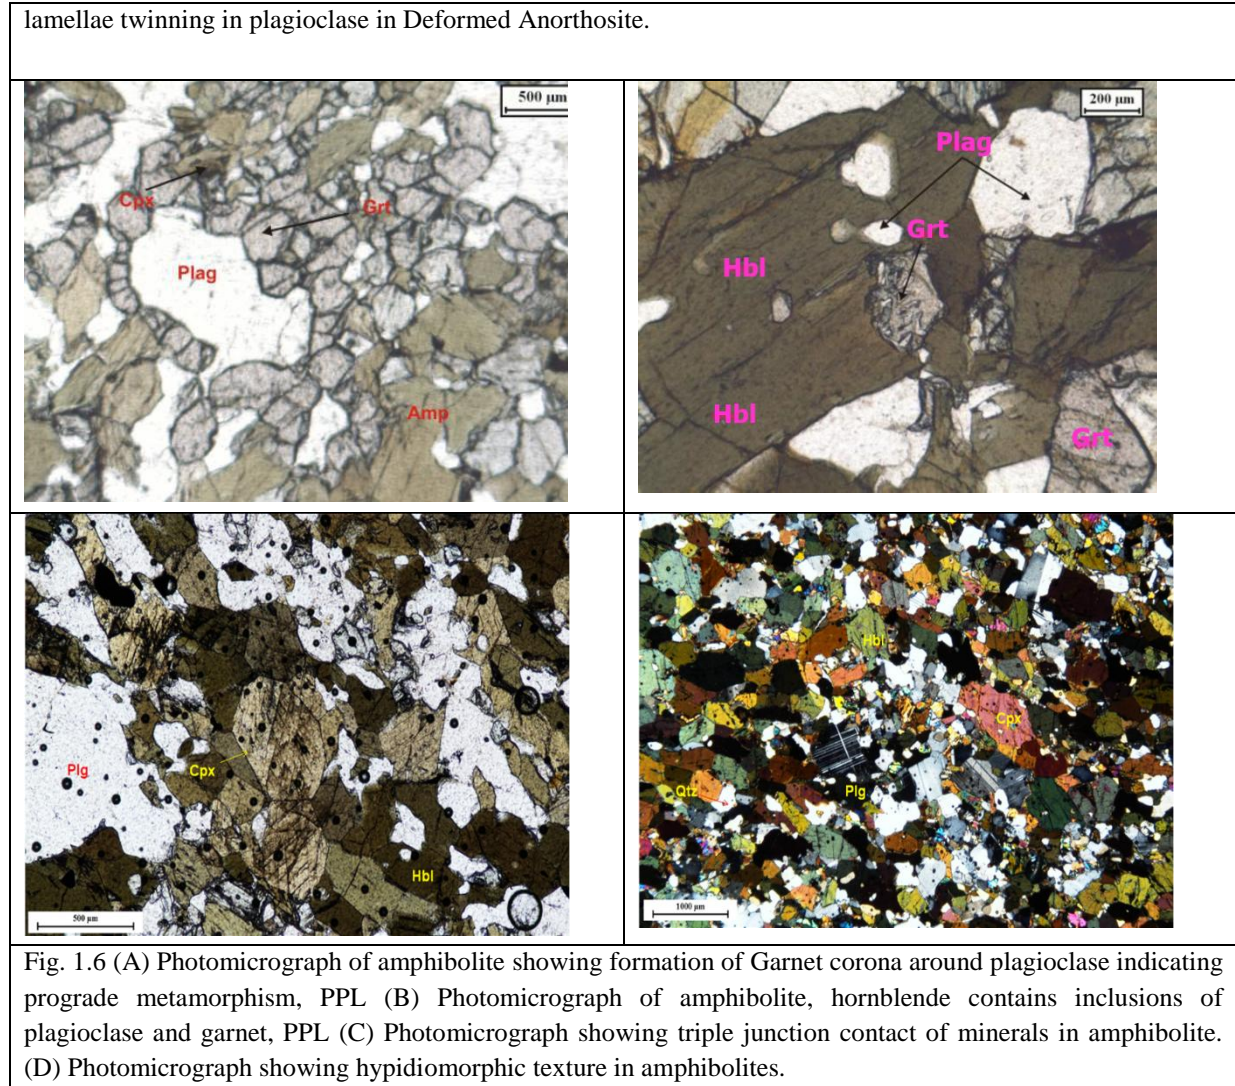 lamellae twinning in plagioclase in Deformed Anorthosite.
500 µm
Cpx
Grt
Plag
Amp
200 µm
Plag
Grt
Hbl
Hbl
Grt
Plg
Cpx
Hbl
500 µm
Hbl
Cpx
Qtz
Plg
1000 µm
Fig. 1.6 (A) Photomicrograph of amphibolite showing formation of Garnet corona around plagioclase indicating
prograde metamorphism, PPL (B) Photomicrograph of amphibolite, hornblende contains inclusions of
plagioclase and garnet, PPL (C) Photomicrograph showing triple junction contact of minerals in amphibolite.
(D) Photomicrograph showing hypidiomorphic texture in amphibolites.